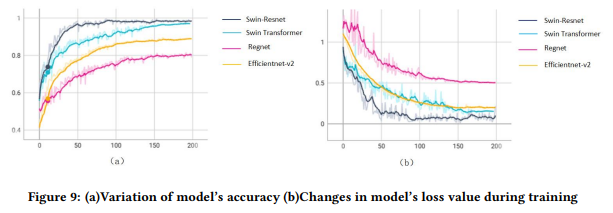 1
0.8
0.6
0.4
0
50
100
150
200
(a)
Swin-Resnet
Swin Transformer
Regnet
Efficientnet-v2
1
0.5
0
0
50
100
150
200
(b)
Swin-Resnet
Swin Transformer
Regnet
Efficientnet-v2
Figure 9: (a)Variation of model's accuracy (b)Changes in model's loss value during training